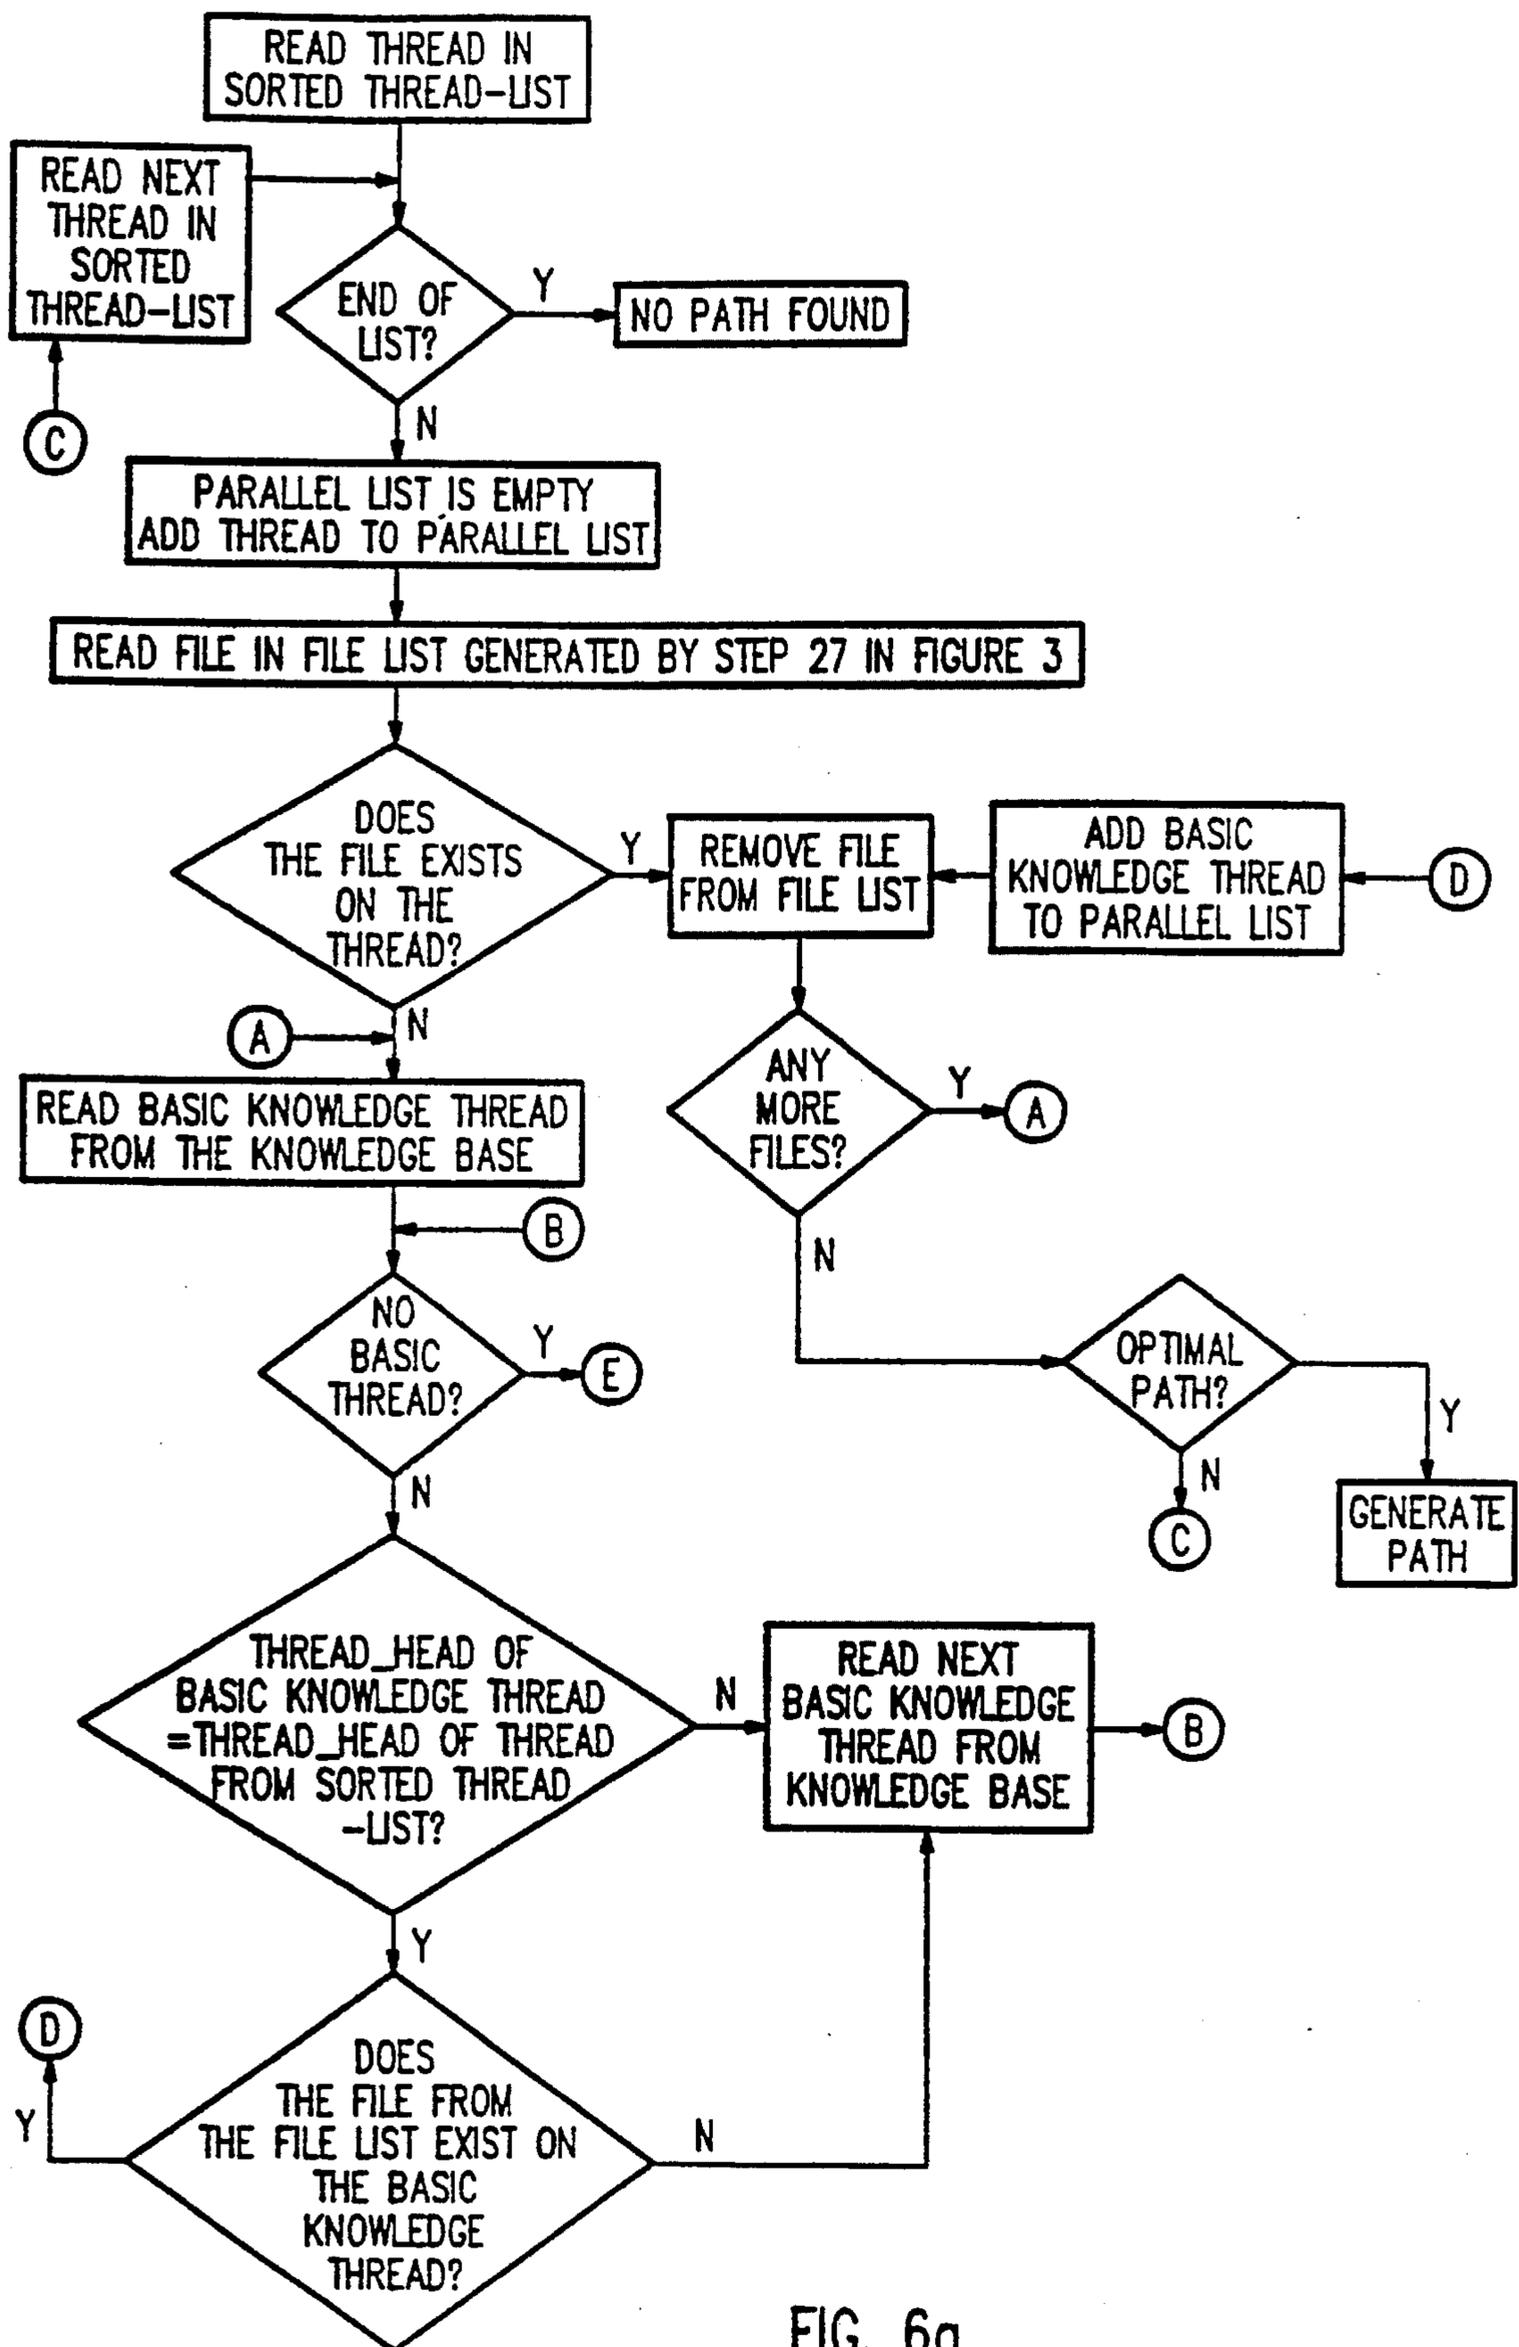 READ THREAD IN
SORTED THREAD-LIST
READ NEXT
THREAD IN
SORTED
THREAD-LIST
END OF
LIST?
Y
NO PATH FOUND
C
N
PARALLEL LIST IS EMPTY
ADD THREAD TO PARALLEL LIST
READ FILE IN FILE LIST GENERATED BY STEP 27 IN FIGURE 3
DOES
THE FILE EXISTS
ON THE
THREAD?
Y
REMOVE FILE
FROM FILE LIST
ADD BASIC
KNOWLEDGE THREAD
TO PARALLEL LIST
D
N
A
READ BASIC KNOWLEDGE THREAD
FROM THE KNOWLEDGE BASE
ANY
MORE
FILES?
Y
A
N
B
NO
BASIC
THREAD?
Y
E
N
OPTIMAL
PATH?
Y
N
C
GENERATE
PATH
THREAD_HEAD OF
BASIC KNOWLEDGE THREAD
=THREAD_HEAD OF THREAD
FROM SORTED THREAD
-LIST?
N
READ NEXT
BASIC KNOWLEDGE
THREAD FROM
KNOWLEDGE BASE
B
Y
D
Y
DOES
THE FILE FROM
THE FILE LIST EXIST ON
THE BASIC
KNOWLEDGE
THREAD?
N
FIG. 6a